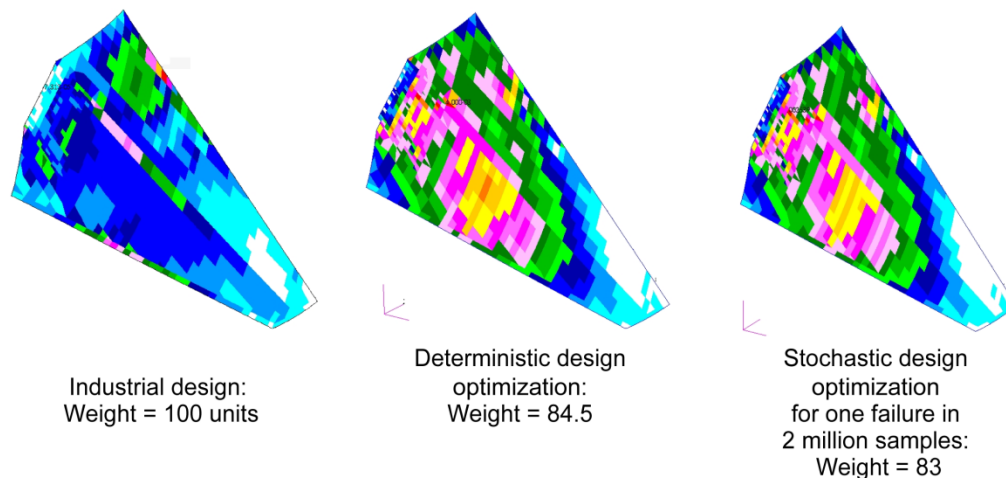 Industrial design:
Weight = 100 units
Deterministic design
optimization:
Weight = 84.5
Stochastic design
optimization
for one failure in
2 million samples:
Weight = 83